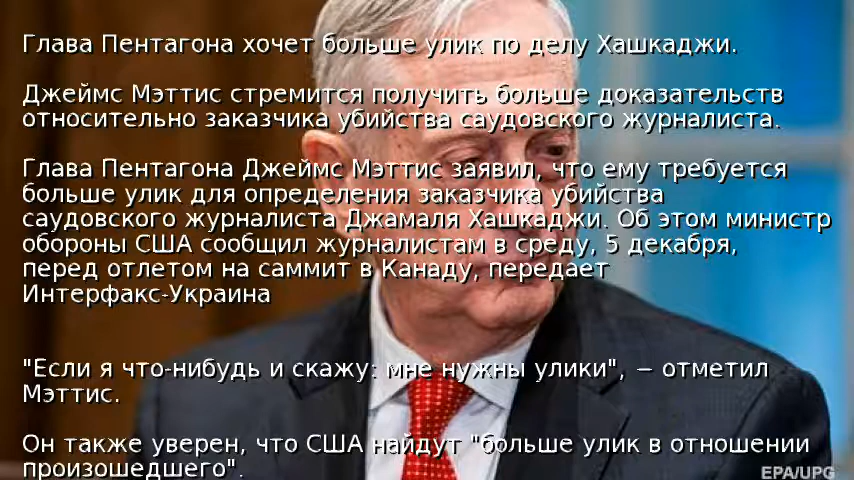 Глава Пентагона хочет больше улик по делу Хашкаджи.
Джеймс Мэттис стремится получить больше доказательств
относительно заказчика убийства саудовского журналиста.
Глава Пентагона Джеймс Мэттис заявил, что ему требуется
больше улик для определения заказчика убийства
саудовского журналиста Джамаля Хашкаджи. Об этом министр
обороны США сообщил журналистам в среду, 5 декабря,
перед отлетом на саммит в Канаду, передает
Интерфакс-Украина
"Если я что-нибудь и скажу: мне нужны улики", − отметил
Мэттис.
Он также уверен, что США найдут "больше улик в отношении
произошедшего".
EPA/UPG